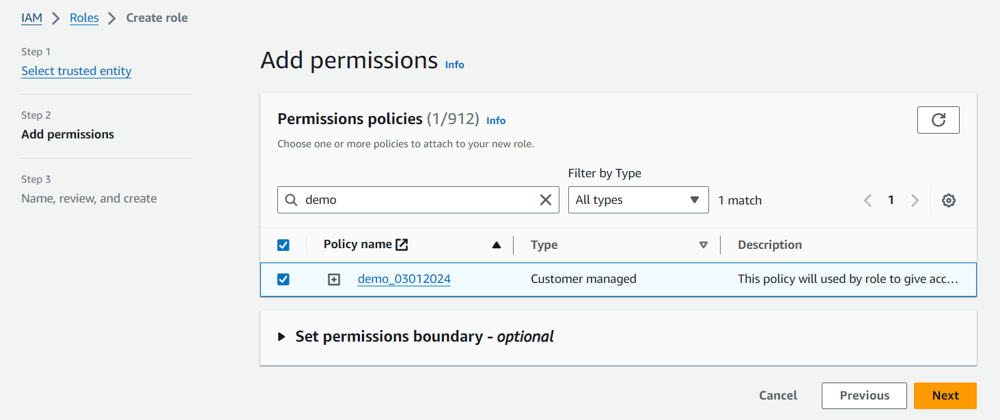 IAM > Roles > Create role
Step 1
Select trusted entity
Step 2
Add permissions
Step 3
Name, review, and create
Add permissions Info
Permissions policies (1/912) Info
Choose one or more policies to attach to your new role.
Filter by Type
demo
All types
1 match
1
Policy name
Type
Description
demo_03012024
Customer managed
This policy will used by role to give acc...
Set permissions boundary - optional
Cancel
Previous
Next